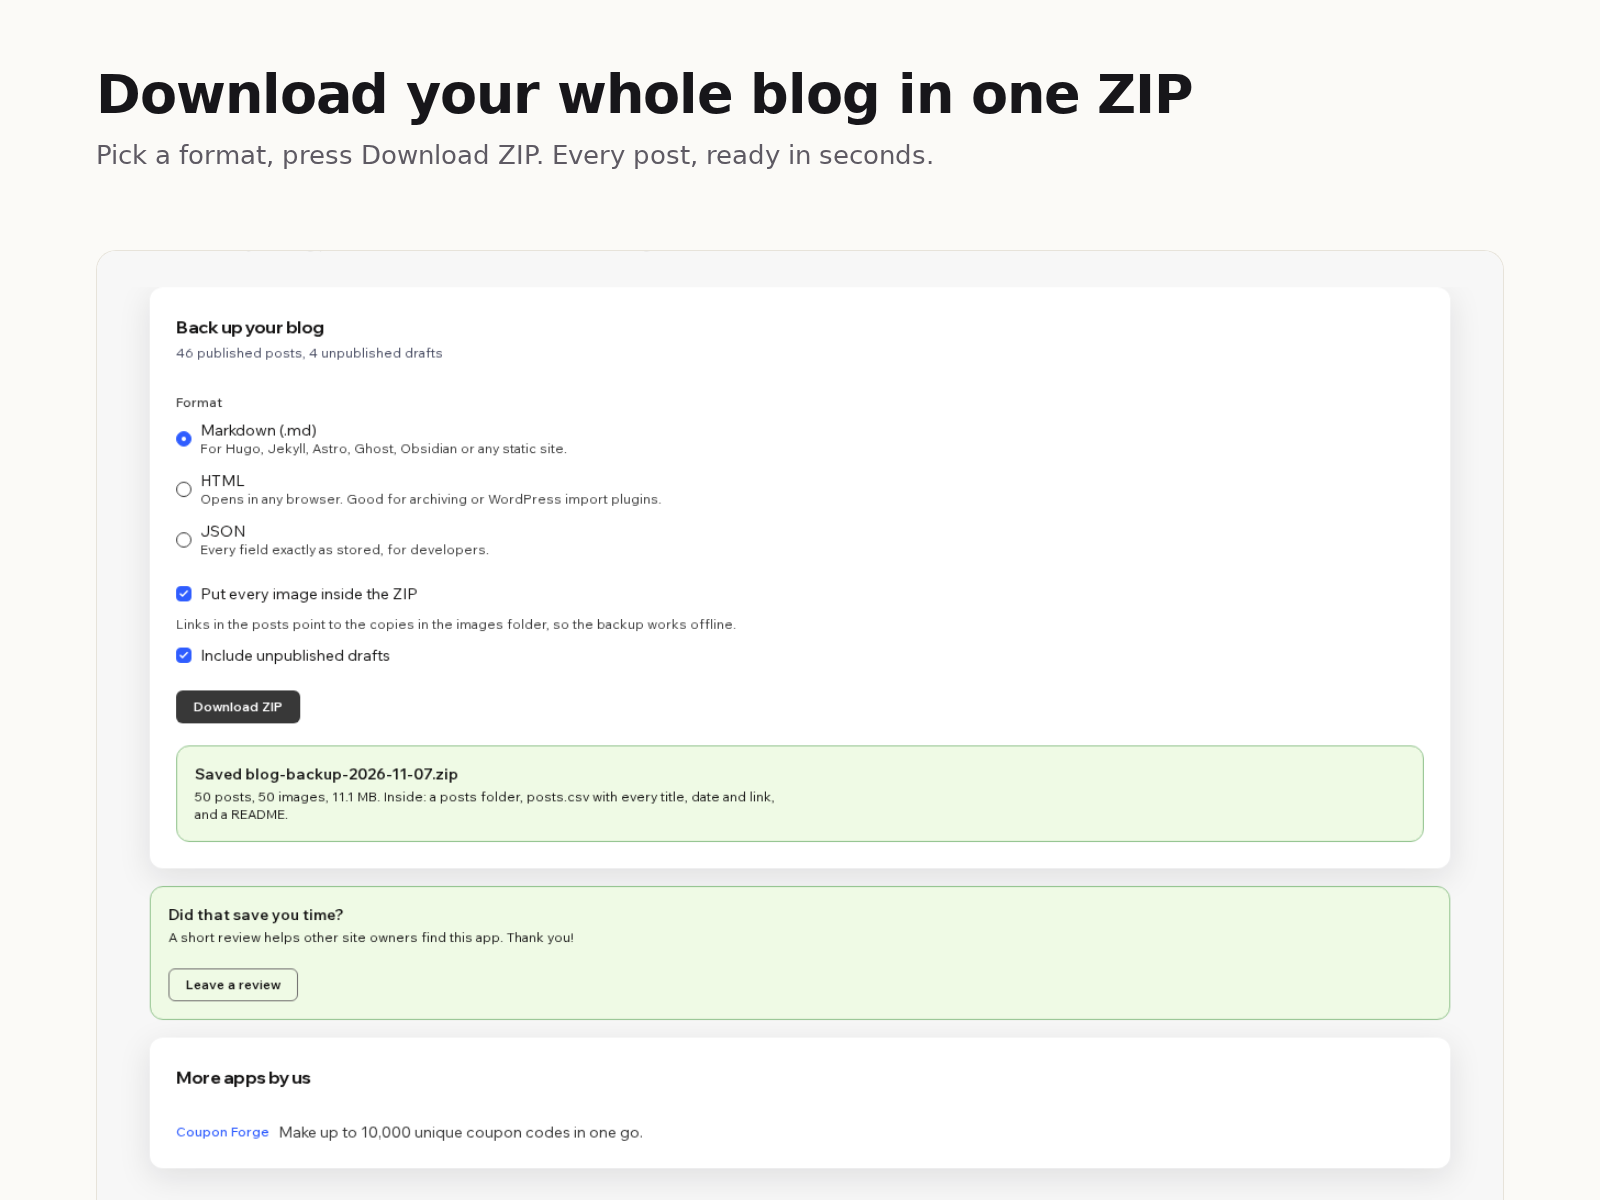 Download your whole blog in one ZIP
Pick a format, press Download ZIP. Every post, ready in seconds.
Back up your blog
46 published posts, 4 unpublished drafts
Format
Markdown (.md)
For Hugo, Jekyll, Astro, Ghost, Obsidian or any static site.
HTML
Opens in any browser. Good for archiving or WordPress import plugins.
JSON
Every field exactly as stored, for developers.
Put every image inside the ZIP
Links in the posts point to the copies in the images folder, so the backup works offline.
Include unpublished drafts
Download ZIP
Saved blog-backup-2026-11-07.zip
50 posts, 50 images, 11.1 MB. Inside: a posts folder, posts.csv with every title, date and link,
and a README.
Did that save you time?
A short review helps other site owners find this app. Thank you!
Leave a review
More apps by us
Coupon Forge Make up to 10,000 unique coupon codes in one go.